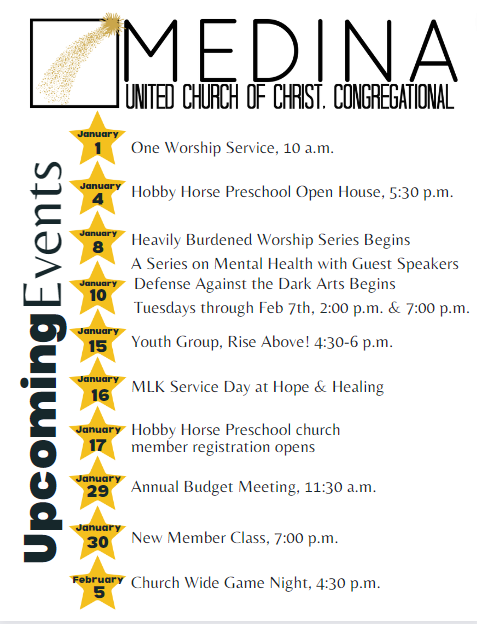 MEDINA
UNITED CHURCH OF CHRIST. CONGREGATIONAL
Upcoming Events
January
1
One Worship Service, 10 a.m.
January
4
Hobby Horse Preschool Open House, 5:30 p.m.
January
8
Heavily Burdened Worship Series Begins
A Series on Mental Health with Guest Speakers
January
10
Defense Against the Dark Arts Begins
Tuesdays through Feb 7th, 2:00 p.m. & 7:00 p.m.
January
15
Youth Group, Rise Above! 4:30-6 p.m.
January
16
MLK Service Day at Hope & Healing
January
17
Hobby Horse Preschool church
member registration opens
January
29
Annual Budget Meeting, 11:30 a.m.
January
30
New Member Class, 7:00 p.m.
February
5
Church Wide Game Night, 4:30 p.m.